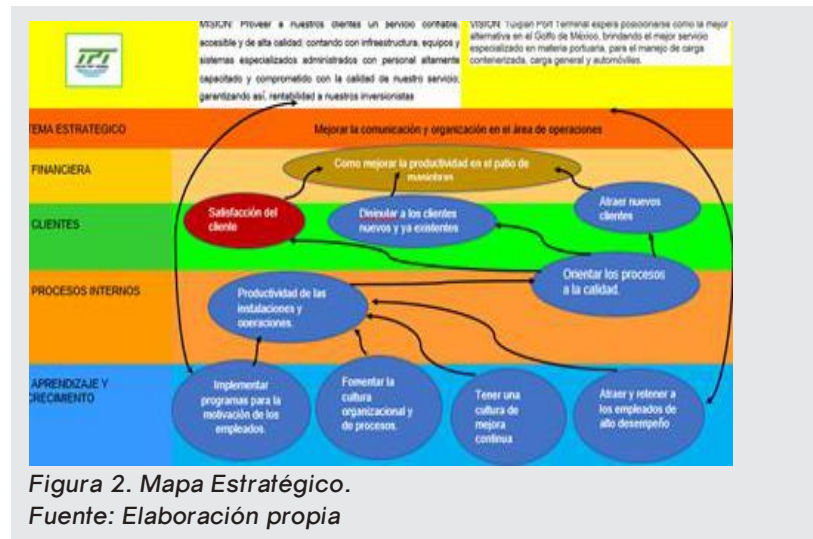 MISION: Proveer a nuestros clientes un servicio confiable,
accesible y de alta calidad, contando con infraestructura, equipos y
sistemas especializados administrados con personal altamente
capacitado y comprometido con la calidad de nuestro servicio,
garantizando así, rentabilidad a nuestros inversionistas
VISION: Tuxpan Port Terminal espera posicionarse como la mejor
alternativa en el Golfo de México, brindando el mejor servicio
especializado en materia portuaria, para el manejo de carga
contenerizada, carga general y automóviles.
TPT
TEMA ESTRATEGICO
Mejorar la comunicación y organización en el área de operaciones
FINANCIERA
Como mejorar la productividad en el patio de
maniobras
CLIENTES
Satisfacción del
cliente
a los clientes
nuevos y ya existentes
Atraer nuevos
clientes
PROCESOS INTERNOS
Productividad de las
instalaciones y
operaciones.
Orientar los procesos
a la calidad.
APRENDIZAJE Y
CRECIMIENTO
Implementar
programas para la
motivación de los
empleados.
Fomentar la
cultura
organizacional y
de procesos.
Tener una
cultura de
mejora
continua
Atraer y retener a
los empleados de
alto desempeño
Figura 2. Mapa Estratégico.
Fuente: Elaboración propia